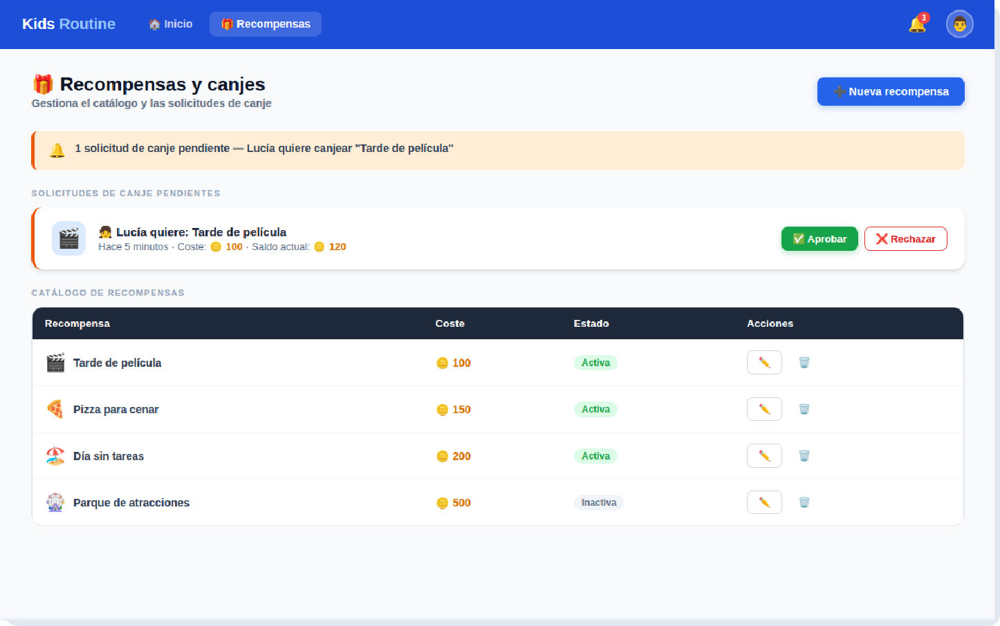 Kids Routine
🏠 Inicio
🎁 Recompensas
3
🎁 Recompensas y canjes
Gestiona el catálogo y las solicitudes de canje
➕ Nueva recompensa
🔔 1 solicitud de canje pendiente — Lucía quiere canjear "Tarde de película"
SOLICITUDES DE CANJE PENDIENTES
👧 Lucía quiere: Tarde de película
Hace 5 minutos · Coste: 🪙 100 · Saldo actual: 🪙 120
✅ Aprobar
❌ Rechazar
CATÁLOGO DE RECOMPENSAS
Recompensa Coste Estado Acciones
🎬 Tarde de película 🪙 100 Activa ✏️ 🗑️
🍕 Pizza para cenar 🪙 150 Activa ✏️ 🗑️
🏖️ Día sin tareas 🪙 200 Activa ✏️ 🗑️
🎡 Parque de atracciones 🪙 500 Inactiva ✏️ 🗑️